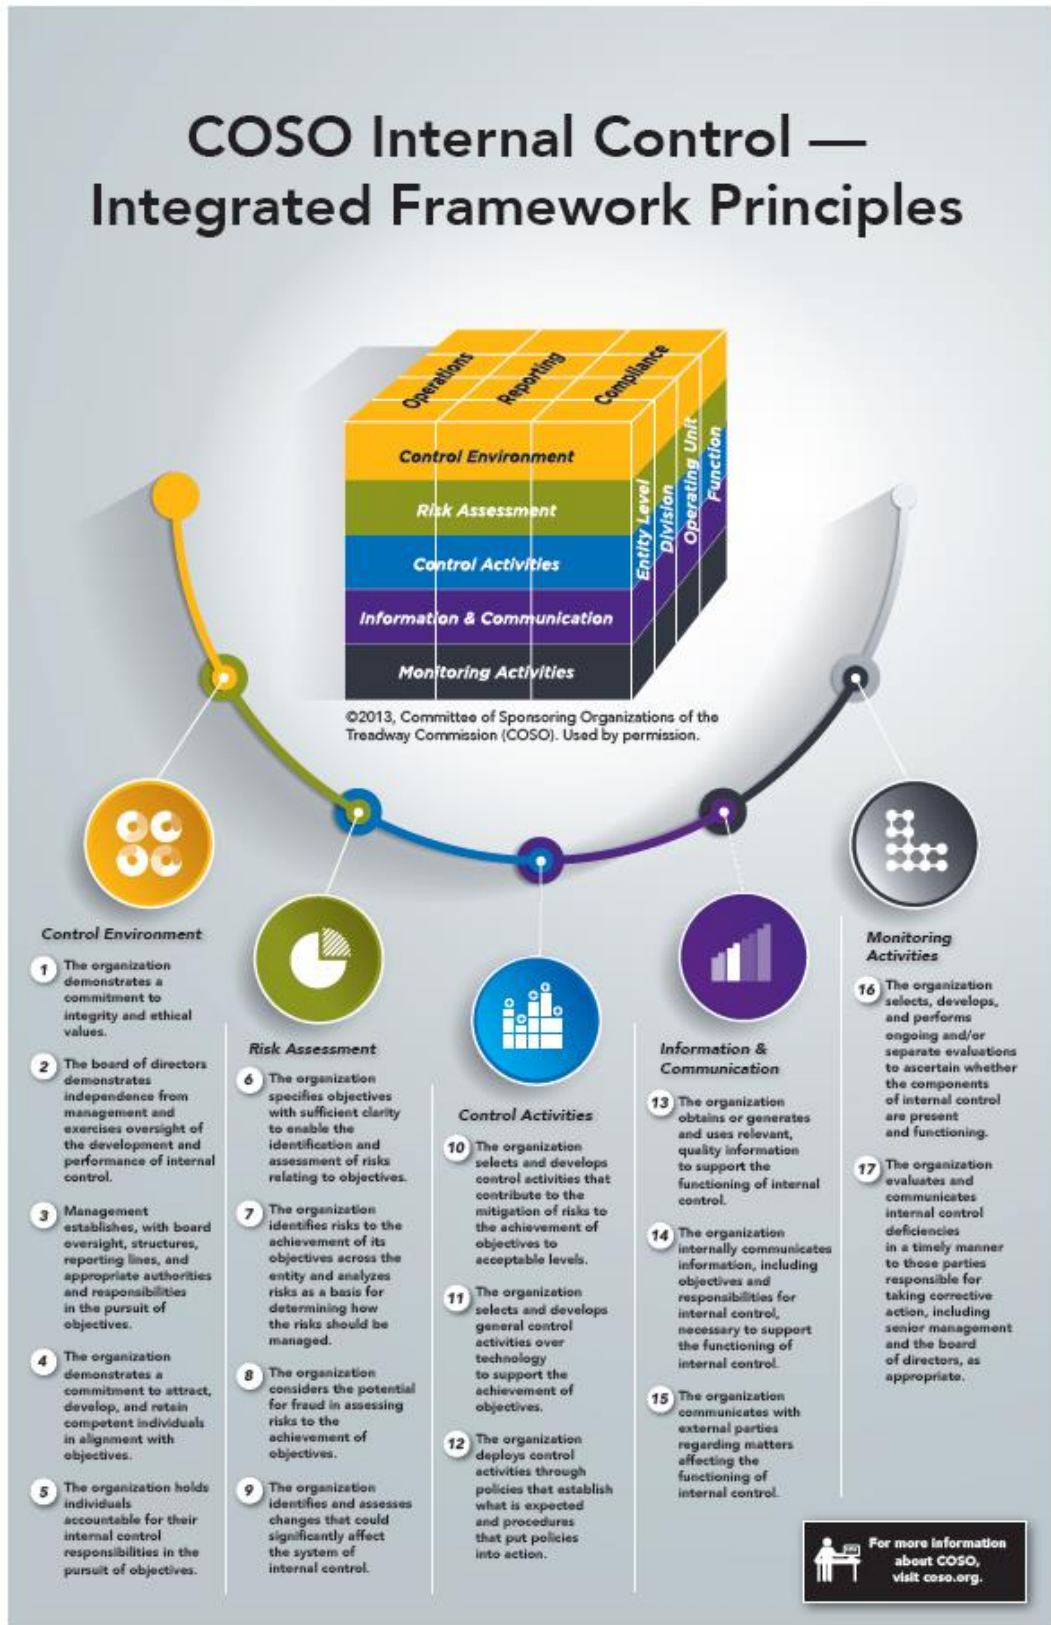 COSO Internal Control —
Integrated Framework Principles
Operations
Reporting
Compliance
Control Environment
Risk Assessment
Control Activities
Information & Communication
Monitoring Activities
Entity Level
Division
Operating Unit
Function
©2013, Committee of Sponsoring Organizations of the
Treadway Commission (COSO). Used by permission.
Control Environment
1 The organization
demonstrates a
commitment to
integrity and ethical
values.
2 The board of directors
demonstrates
independence from
management and
exercises oversight of
the development and
performance of internal
control.
3 Management
establishes, with board
oversight, structures,
reporting lines, and
appropriate authorities
and responsibilities
in the pursuit of
objectives.
4 The organization
demonstrates a
commitment to attract,
develop, and retain
competent individuals
in alignment with
objectives.
5 The organization holds
individuals
accountable for their
internal control
responsibilities in the
pursuit of objectives.
Risk Assessment
6 The organization
specifies objectives
with sufficient clarity
to enable the
identification and
assessment of risks
relating to objectives.
7 The organization
identifies risks to the
achievement of its
objectives across the
entity and analyzes
risks as a basis for
determining how
the risks should be
managed.
8 The organization
considers the potential
for fraud in assessing
risks to the
achievement of
objectives.
9 The organization
identifies and assesses
changes that could
significantly affect
the system of
internal control.
Control Activities
10 The organization
selects and develops
control activities that
contribute to the
mitigation of risks to
the achievement of
objectives to
acceptable levels.
11 The organization
selects and develops
general control
activities over
technology
to support the
achievement of
objectives.
12 The organization
deploys control
activities through
policies that establish
what is expected
and procedures
that put policies
into action.
Information &
Communication
13 The organization
obtains or generates
and uses relevant,
quality information
to support the
functioning of internal
control.
14 The organization
internally communicates
information, including
objectives and
responsibilities for
internal control,
necessary to support
the functioning of
internal control.
15 The organization
communicates with
external parties
regarding matters
affecting the
functioning of
internal control.
Monitoring
Activities
16 The organization
selects, develops,
and performs
ongoing and/or
separate evaluations
to ascertain whether
the components
of internal control
are present
and functioning.
17 The organization
evaluates and
communicates
internal control
deficiencies
in a timely manner
to those parties
responsible for
taking corrective
action, including
senior management
and the board
of directors, as
appropriate.
For more information
about COSO,
visit coso.org.